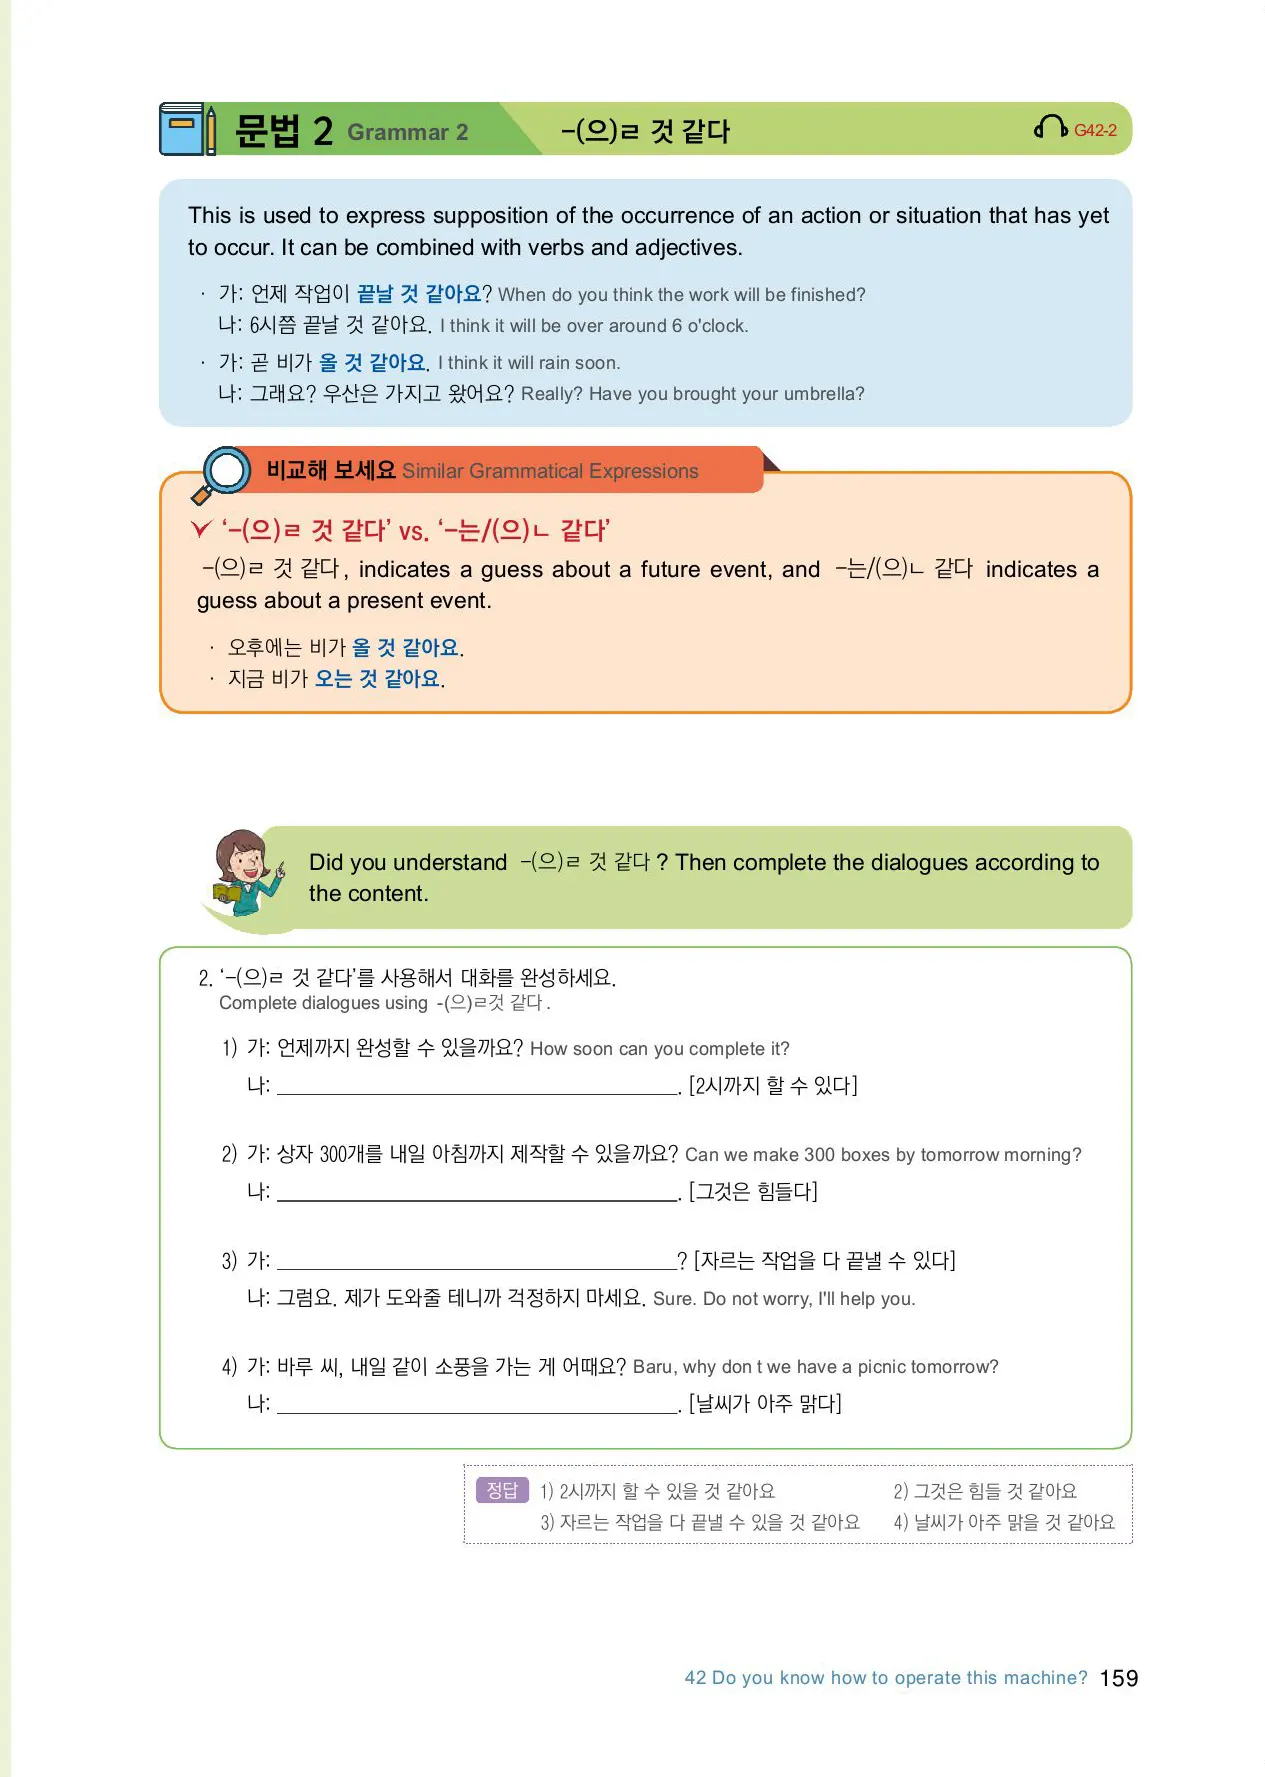 문법 2 Grammar 2 -(으)ㄹ 것 같다 G42-2
This is used to express supposition of the occurrence of an action or situation that has yet
to occur. It can be combined with verbs and adjectives.
· 가: 언제 작업이 끝날 것 같아요? When do you think the work will be finished?
나: 6시쯤 끝날 것 같아요. I think it will be over around 6 o'clock.
· 가: 곧 비가 올 것 같아요. I think it will rain soon.
나: 그래요? 우산은 가지고 왔어요? Really? Have you brought your umbrella?
비교해 보세요 Similar Grammatical Expressions
'-(으)ㄹ 것 같다' vs. '-는/(으)ㄴ 같다'
-(으)ㄹ 것 같다, indicates a guess about a future event, and -는/(으)ㄴ 같다 indicates a
guess about a present event.
· 오후에는 비가 올 것 같아요.
· 지금 비가 오는 것 같아요.
Did you understand -(으)ㄹ 것 같다? Then complete the dialogues according to
the content.
2. '-(으)ㄹ 것 같다'를 사용해서 대화를 완성하세요.
Complete dialogues using -(으)ㄹ것 같다.
1) 가: 언제까지 완성할 수 있을까요? How soon can you complete it?
나: ________________. [2시까지 할 수 있다]
2) 가: 상자 300개를 내일 아침까지 제작할 수 있을까요? Can we make 300 boxes by tomorrow morning?
나: ________________. [그것은 힘들다]
3) 가: ________________? [자르는 작업을 다 끝낼 수 있다]
나: 그럼요. 제가 도와줄 테니까 걱정하지 마세요. Sure. Do not worry, I'll help you.
4) 가: 바루 씨, 내일 같이 소풍을 가는 게 어때요? Baru, why don t we have a picnic tomorrow?
나: ________________. [날씨가 아주 맑다]
정답 1) 2시까지 할 수 있을 것 같아요 2) 그것은 힘들 것 같아요
3) 자르는 작업을 다 끝낼 수 있을 것 같아요 4) 날씨가 아주 맑을 것 같아요
42 Do you know how to operate this machine? 159